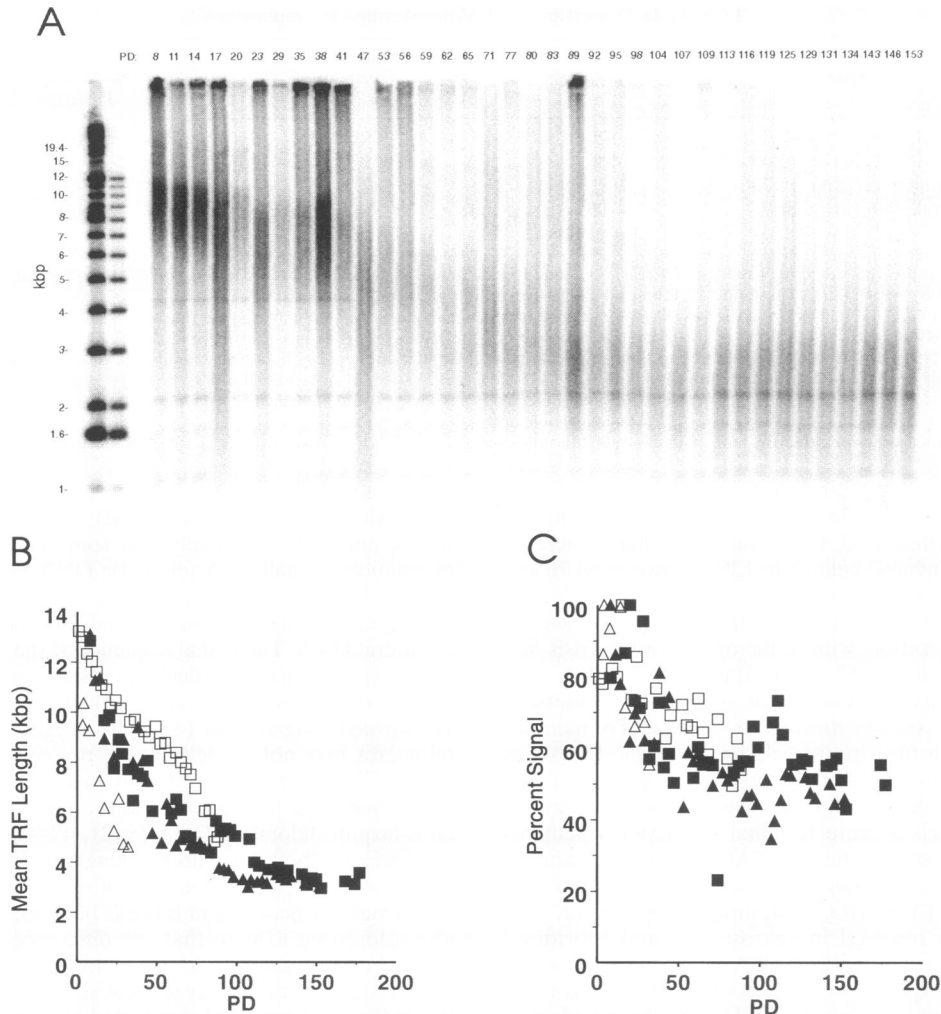 A
PD: 8 11 14 17 20 23 29 35 38 41 47 53 56 59 62 65 71 77 80 83 89 92 95 98 104 107 109 113 116 119 125 129 131 134 143 146 153
19.4-
15-
12-
10-
8-
7-
6-
5-
4-
3-
2-
1.6-
1-
kbp
B
14
12
10
8
6
4
2
0
Mean TRF Length (kbp)
0 50 100 150 200
PD
C
100
80
60
40
20
0
Percent Signal
0 50 100 150 200
PD